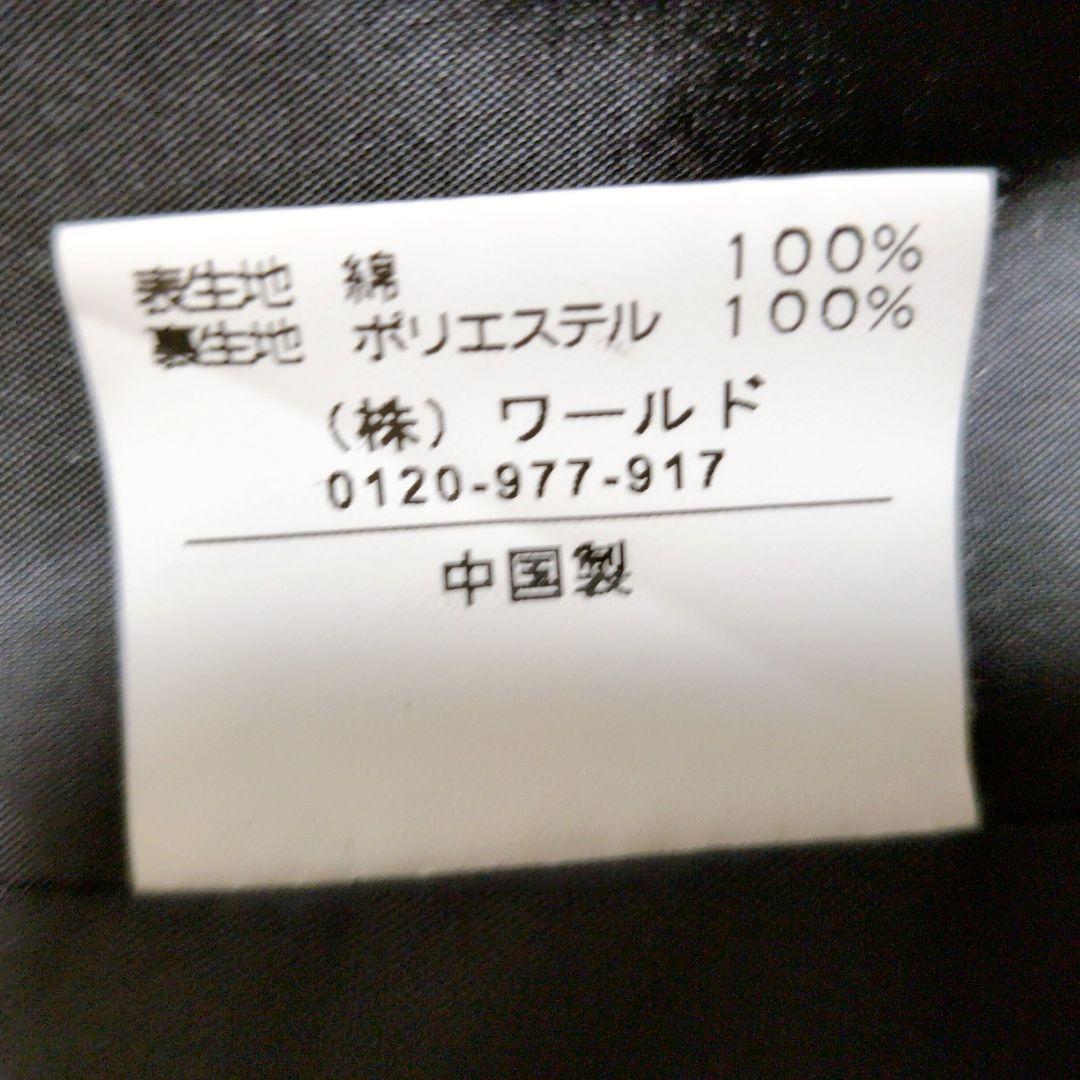 表生地 綿 100%
裏生地 ポリエステル 100%
(株) ワールド
0120-977-917
中国製